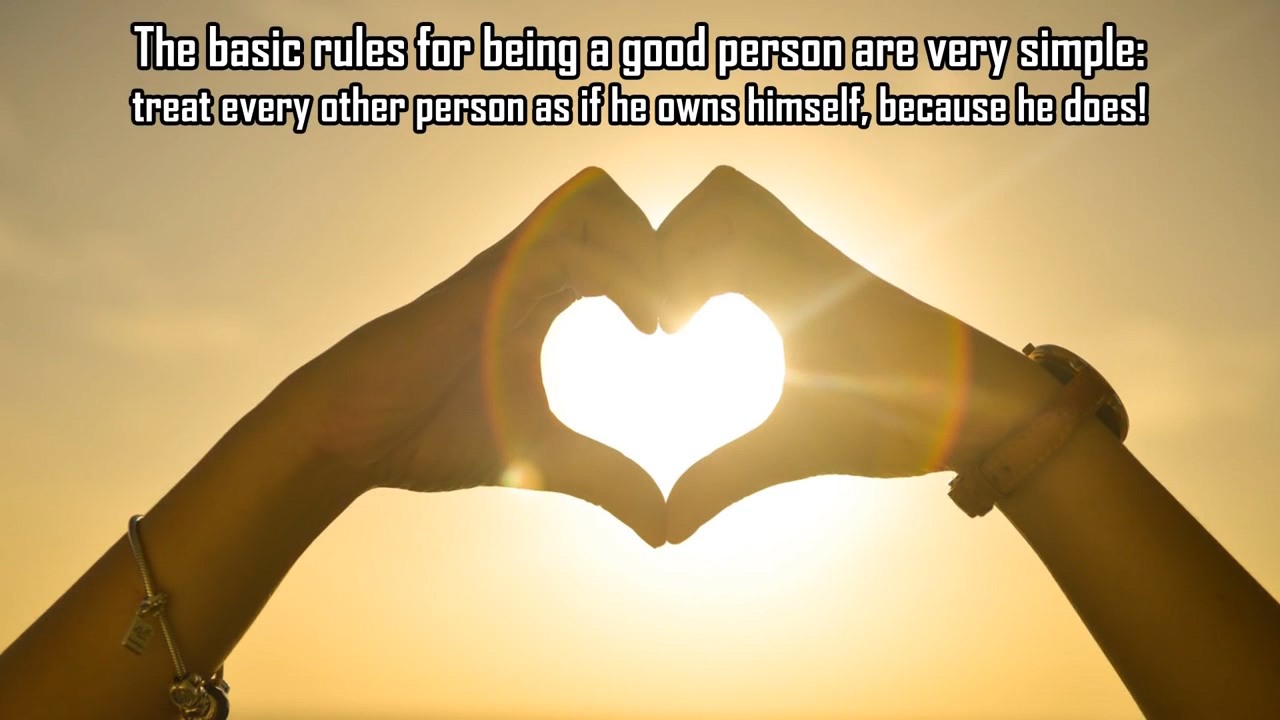 The basic rules for being a good person are very simple:
treat every other person as if he owns himself, because he does!